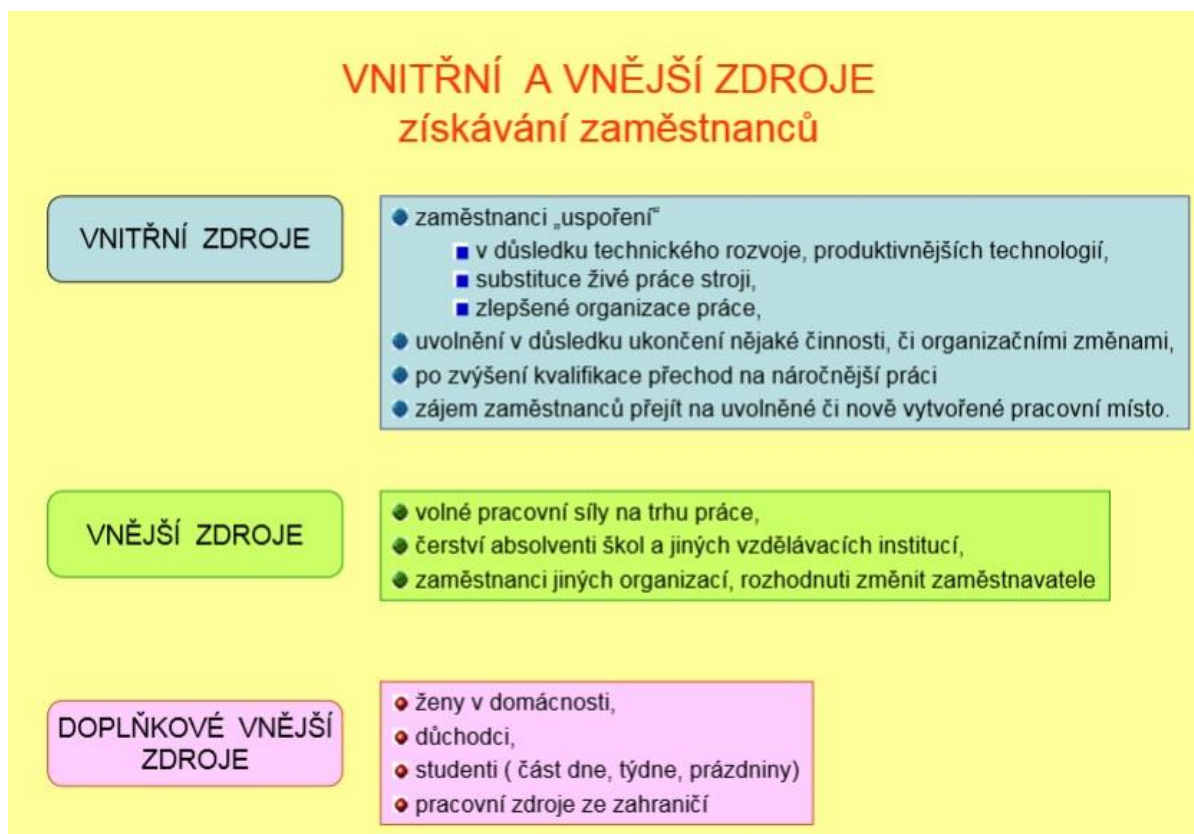 VNITŘNÍ A VNĚJŠÍ ZDROJE
získávání zaměstnanců
VNITŘNÍ ZDROJE
zaměstnanci „uspoření“
v důsledku technického rozvoje, produktivnějších technologií,
substituce živé práce stroji,
zlepšené organizace práce,
uvolnění v důsledku ukončení nějaké činnosti, či organizačními změnami,
po zvýšení kvalifikace přechod na náročnější práci
zájem zaměstnanců přejít na uvolněné či nově vytvořené pracovní místo.
VNĚJŠÍ ZDROJE
volné pracovní síly na trhu práce,
čerství absolventi škol a jiných vzdělávacích institucí,
zaměstnanci jiných organizací, rozhodnuti změnit zaměstnavatele
DOPLŇKOVÉ VNĚJŠÍ
ZDROJE
ženy v domácnosti,
důchodci,
studenti ( část dne, týdne, prázdniny)
pracovní zdroje ze zahraničí